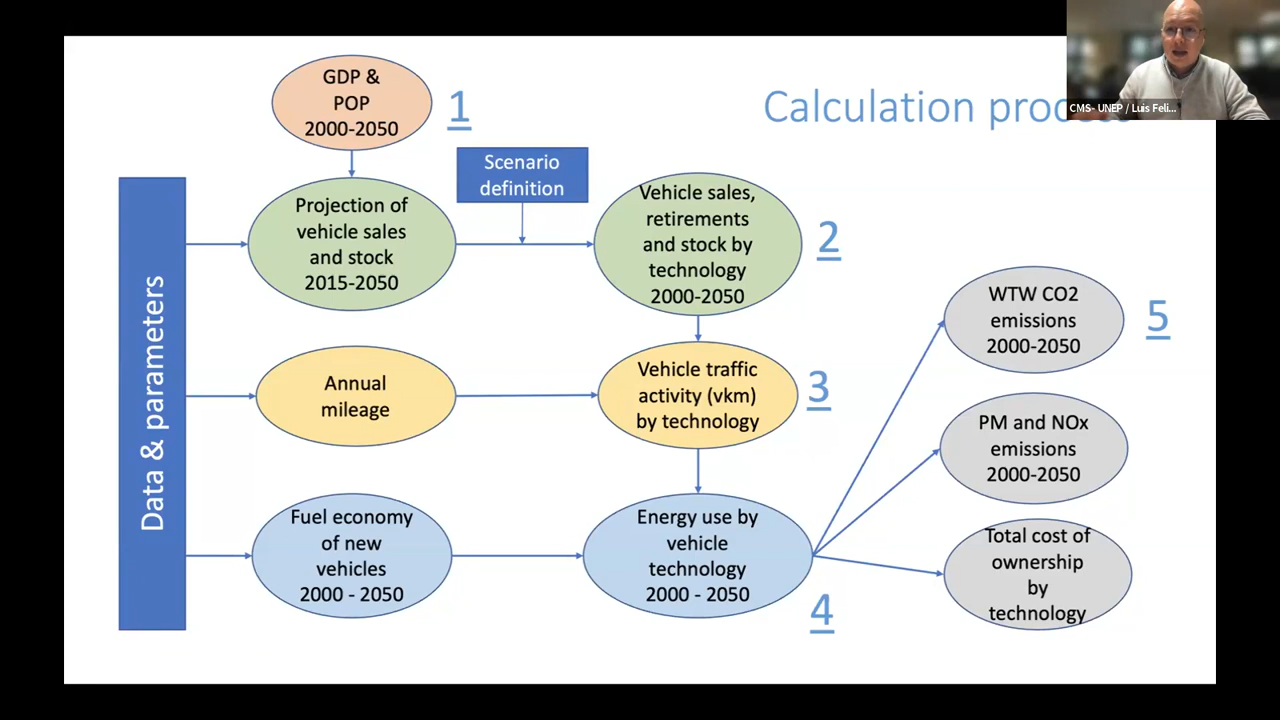 GDP &
POP
2000-2050
1
Calculation
CMS- UNEP / Luis Feli...
Scenario
definition
Projection of
vehicle sales
and stock
2015-2050
Vehicle sales,
retirements
and stock by
technology
2000-2050
2
Data & parameters
WTW CO2
emissions
2000-2050
5
Annual
mileage
Vehicle traffic
activity (vkm)
by technology
3
PM and NOx
emissions
2000-2050
Fuel economy
of new
vehicles
2000 - 2050
Energy use by
vehicle
technology
2000 - 2050
4
Total cost of
ownership
by
technology